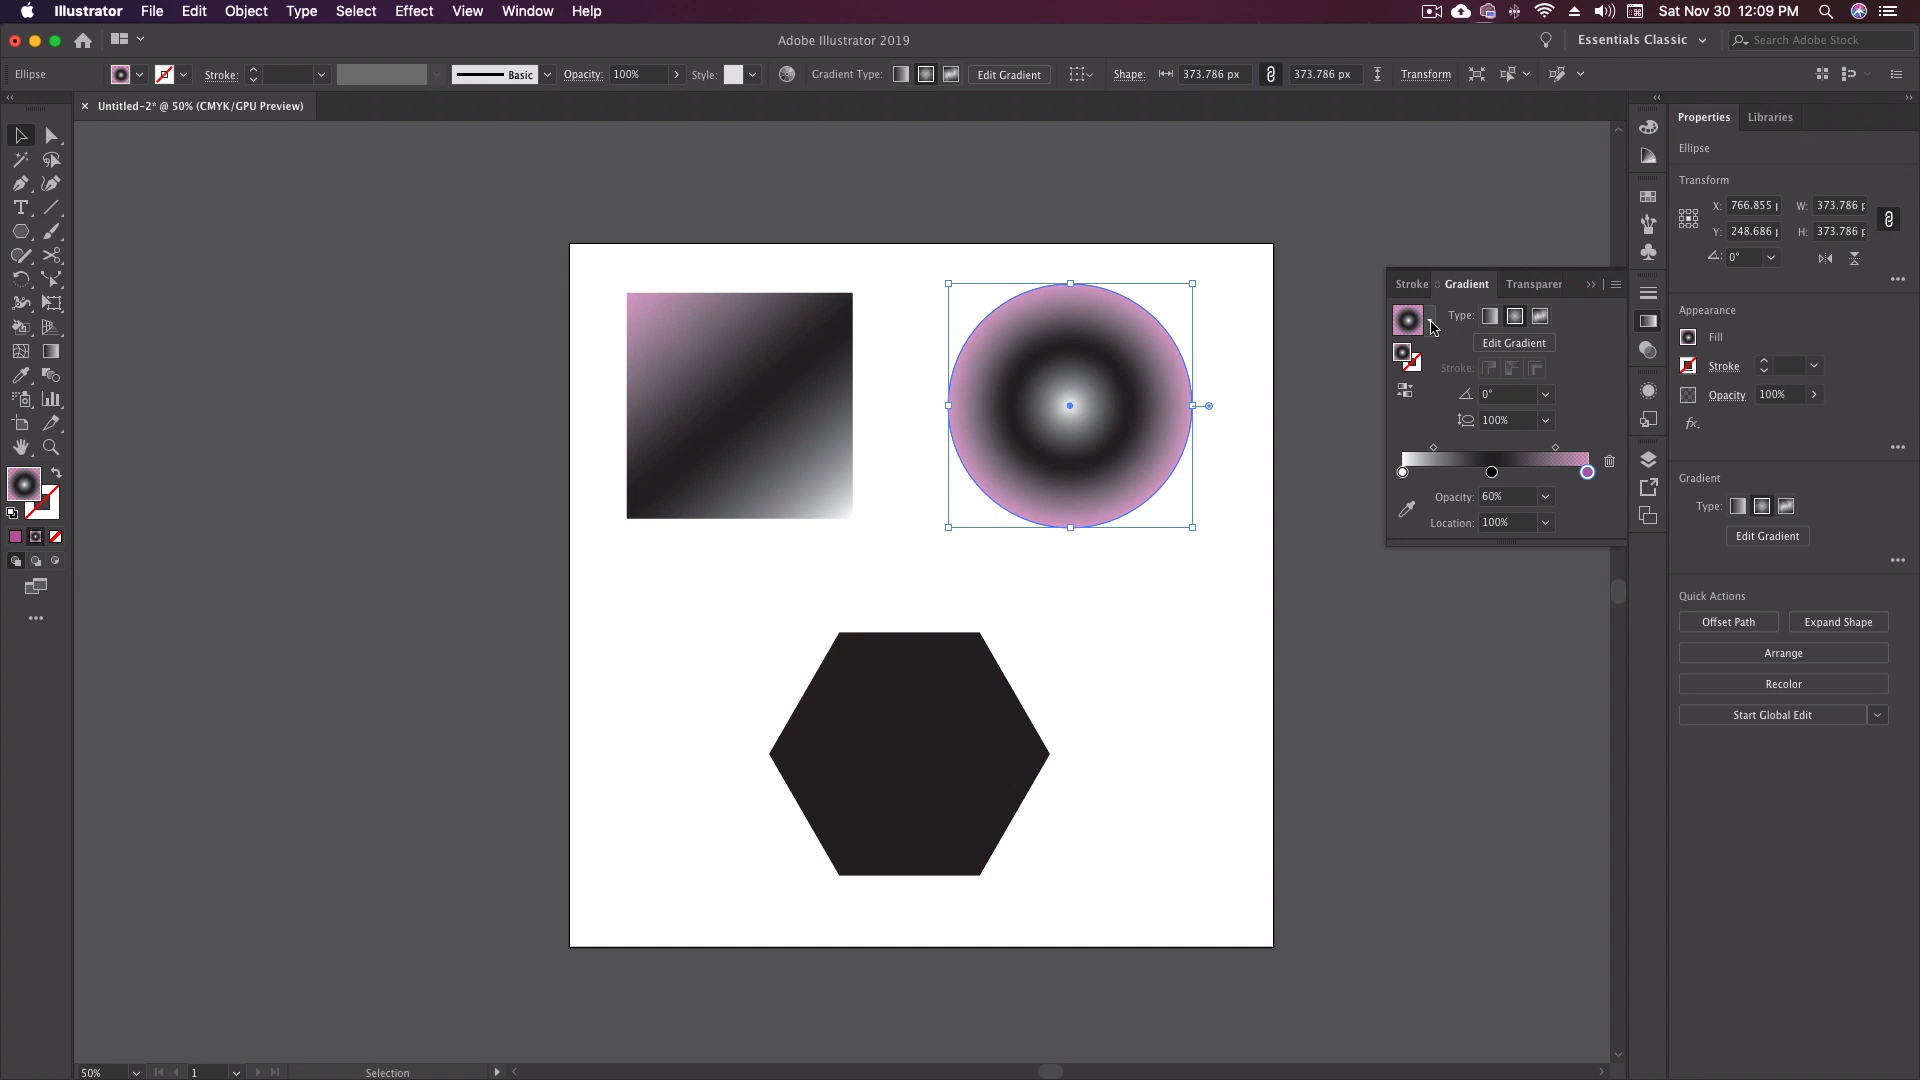 Illustrator File Edit Object Type Select Effect View Window Help Sat Nov 30 12:09 PM
Adobe Illustrator 2019 Essentials Classic Search Adobe Stock
Ellipse Stroke: Basic Opacity: 100% Style: Gradient Type: Edit Gradient Shape: 373.786 px 373.786 px Transform
× Untitled-2* @ 50% (CMYK/GPU Preview)
Properties Libraries
Ellipse
Transform
X: 766.855 W: 373.786
Y: 248.686 H: 373.786
0°
Stroke Gradient Transparer
Type:
Edit Gradient
Stroke:
0°
100%
Opacity: 60%
Location: 100%
Appearance
Fill
Stroke
Opacity 100%
fx.
Gradient
Type:
Edit Gradient
Quick Actions
Offset Path Expand Shape
Arrange
Recolor
Start Global Edit
50% 1 Selection